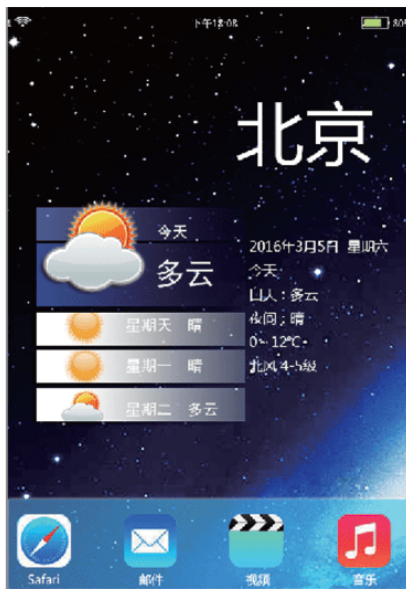 下午18:08
80%
北京
今天
多云
2016年3月5日 星期六
今天
白天：多云
夜间：晴
0~12℃
北风 4-5级
星期天 晴
星期一 晴
星期二 多云
Safari
邮件
视频
音乐